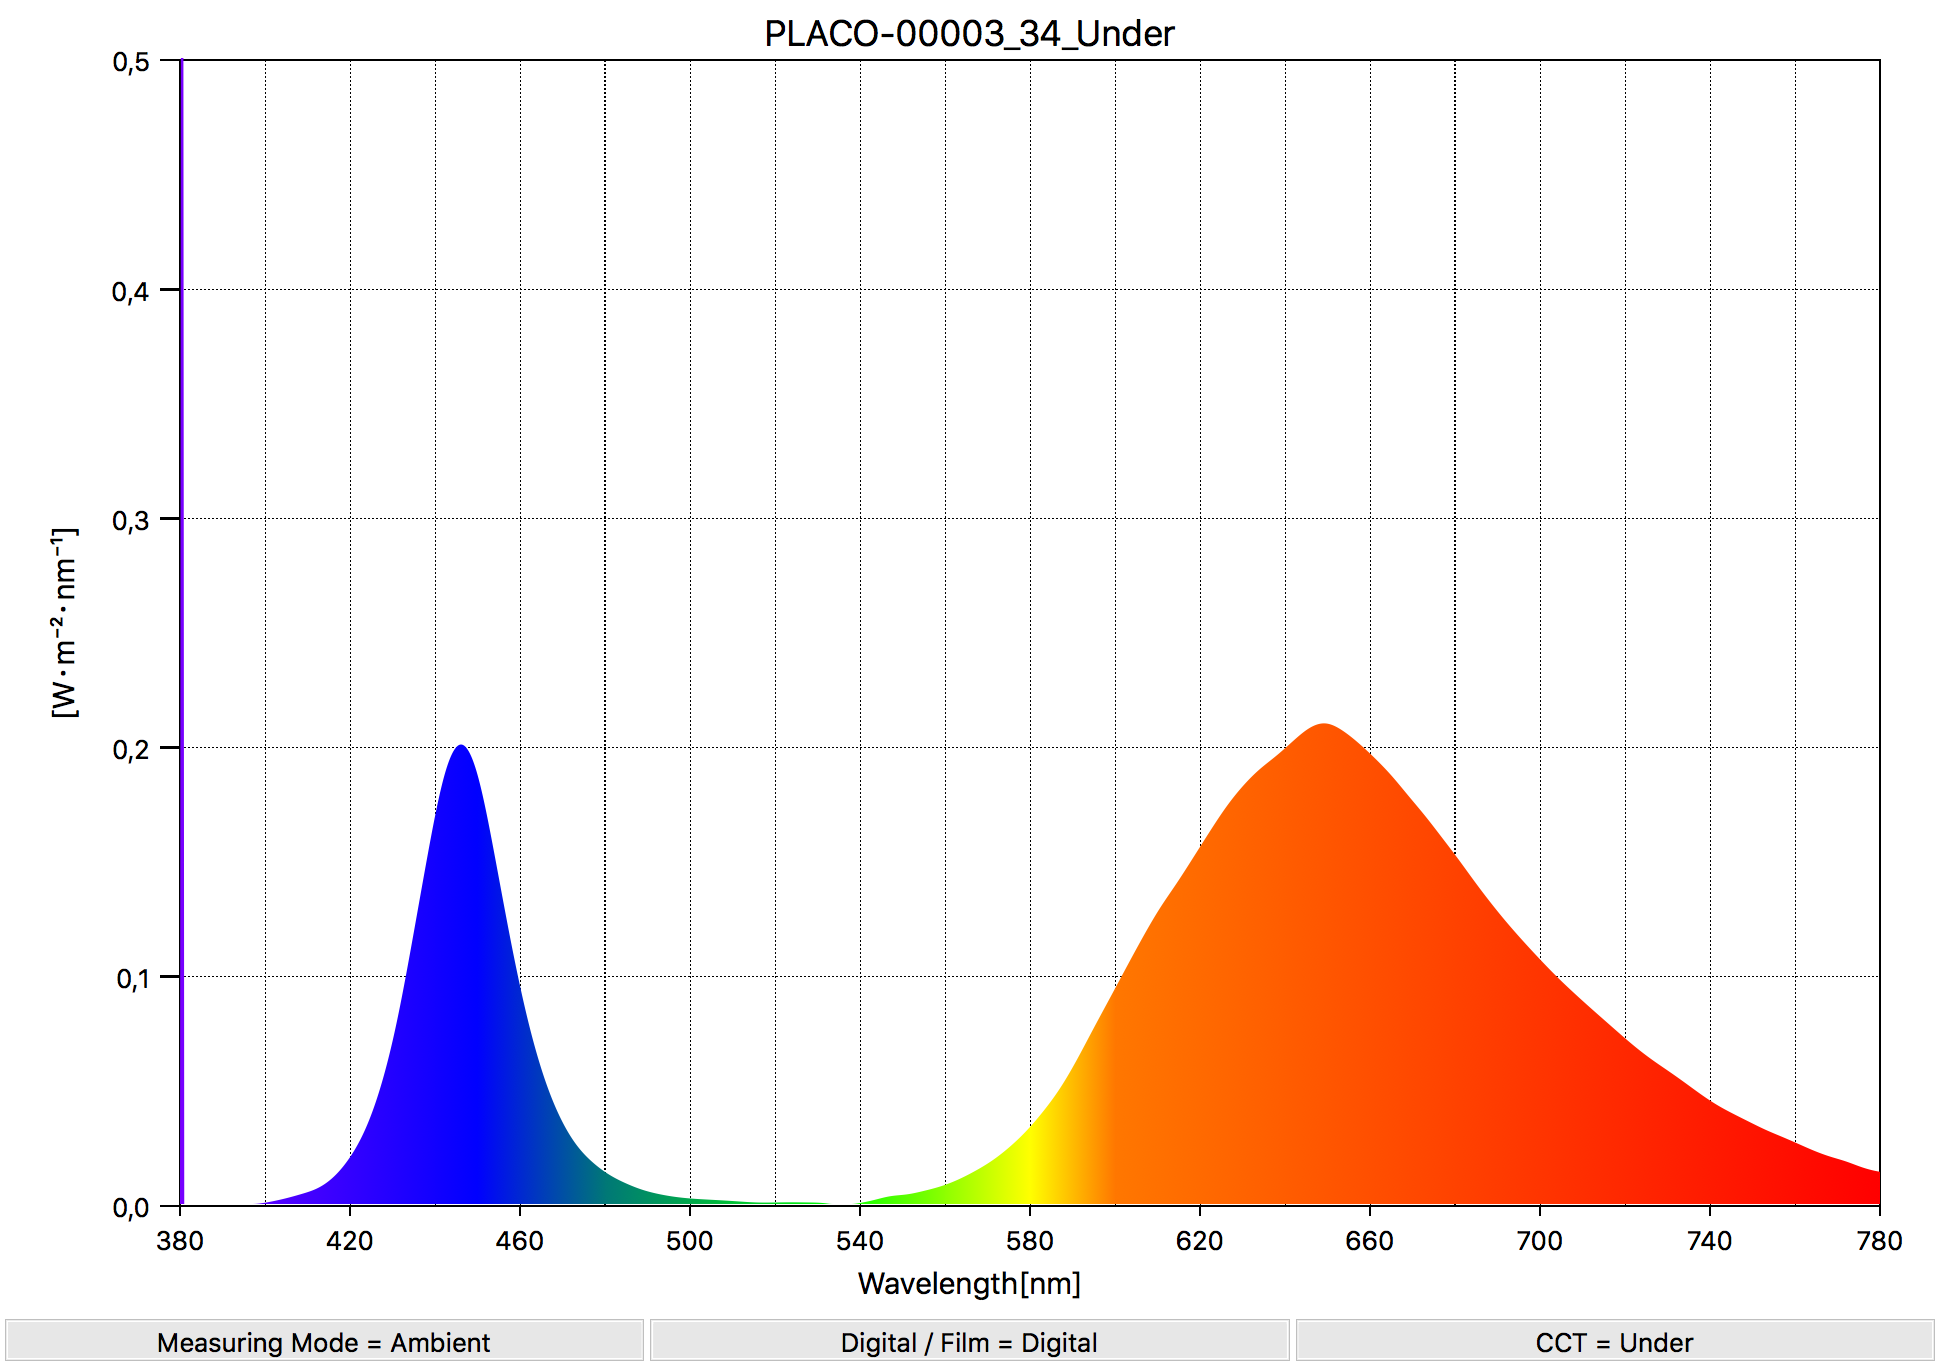 PLACO-00003_34_Under
0,5
0,4
0,3
0,2
0,1
0,0
[W·m⁻²·nm⁻¹]
380 420 460 500 540 580 620 660 700 740 780
Wavelength[nm]
Measuring Mode = Ambient
Digital / Film = Digital
CCT = Under